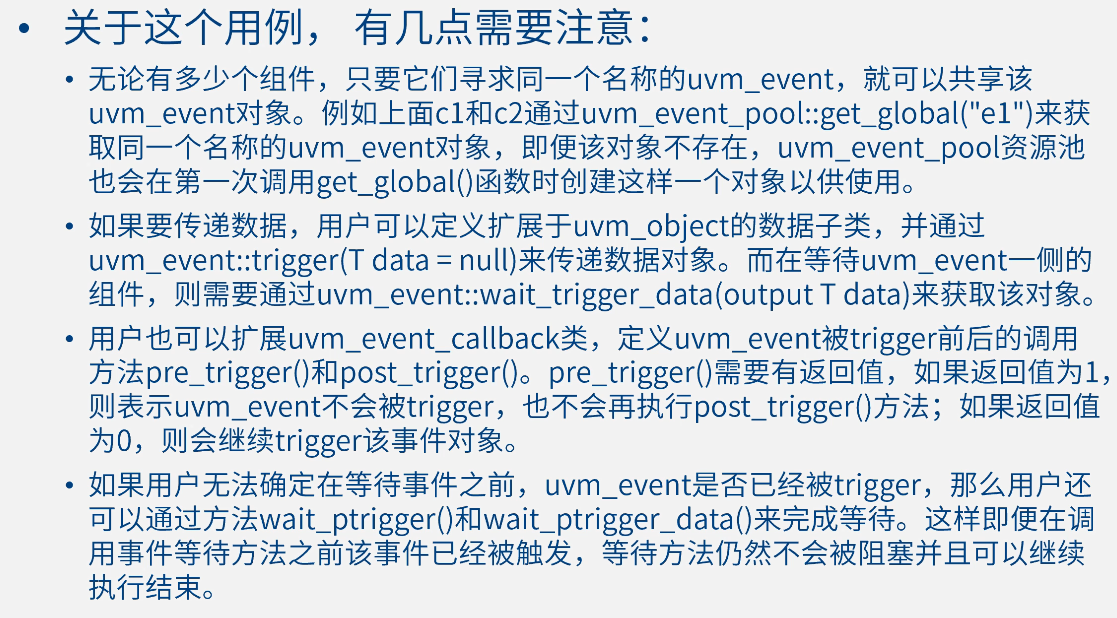 • 关于这个用例， 有几点需要注意：
• 无论有多少个组件，只要它们寻求同一个名称的uvm_event，就可以共享该
uvm_event对象。例如上面c1和c2通过uvm_event_pool::get_global("e1")来获
取同一个名称的uvm_event对象，即便该对象不存在，uvm_event_pool资源池
也会在第一次调用get_global()函数时创建这样一个对象以供使用。
• 如果要传递数据，用户可以定义扩展于uvm_object的数据子类，并通过
uvm_event::trigger(T data = null)来传递数据对象。而在等待uvm_event一侧的
组件，则需要通过uvm_event::wait_trigger_data(output T data)来获取该对象。
• 用户也可以扩展uvm_event_callback类，定义uvm_event被trigger前后的调用
方法pre_trigger()和post_trigger()。pre_trigger()需要有返回值，如果返回值为1，
则表示uvm_event不会被trigger，也不会再执行post_trigger()方法；如果返回值
为0，则会继续trigger该事件对象。
• 如果用户无法确定在等待事件之前，uvm_event是否已经被trigger，那么用户还
可以通过方法wait_ptrigger()和wait_ptrigger_data()来完成等待。这样即便在调
用事件等待方法之前该事件已经被触发，等待方法仍然不会被阻塞并且可以继续
执行结束。